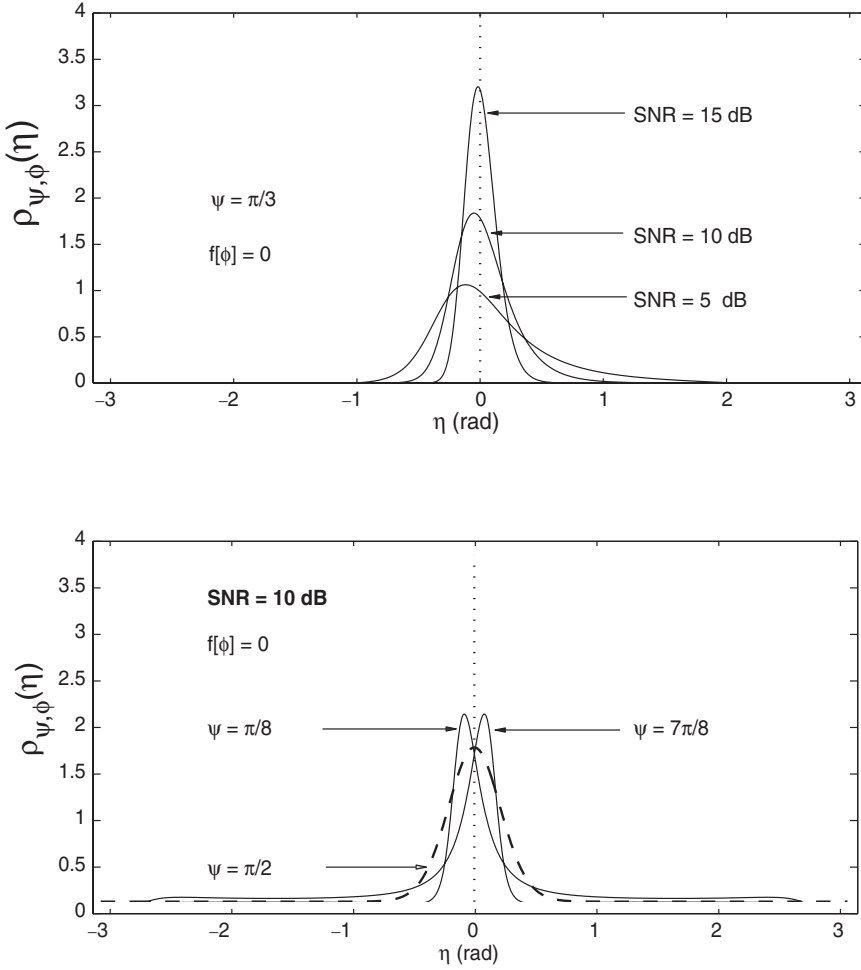 4
3.5
3
2.5
2
1.5
1
0.5
0
ρψ,ϕ(η)
SNR = 15 dB
ψ = π/3
SNR = 10 dB
f[ϕ] = 0
SNR = 5 dB
−3 −2 −1 0 1 2 3
η (rad)
4
3.5
3
2.5
2
1.5
1
0.5
0
ρψ,ϕ(η)
SNR = 10 dB
f[ϕ] = 0
ψ = π/8
ψ = 7π/8
ψ = π/2
−3 −2 −1 0 1 2 3
η (rad)